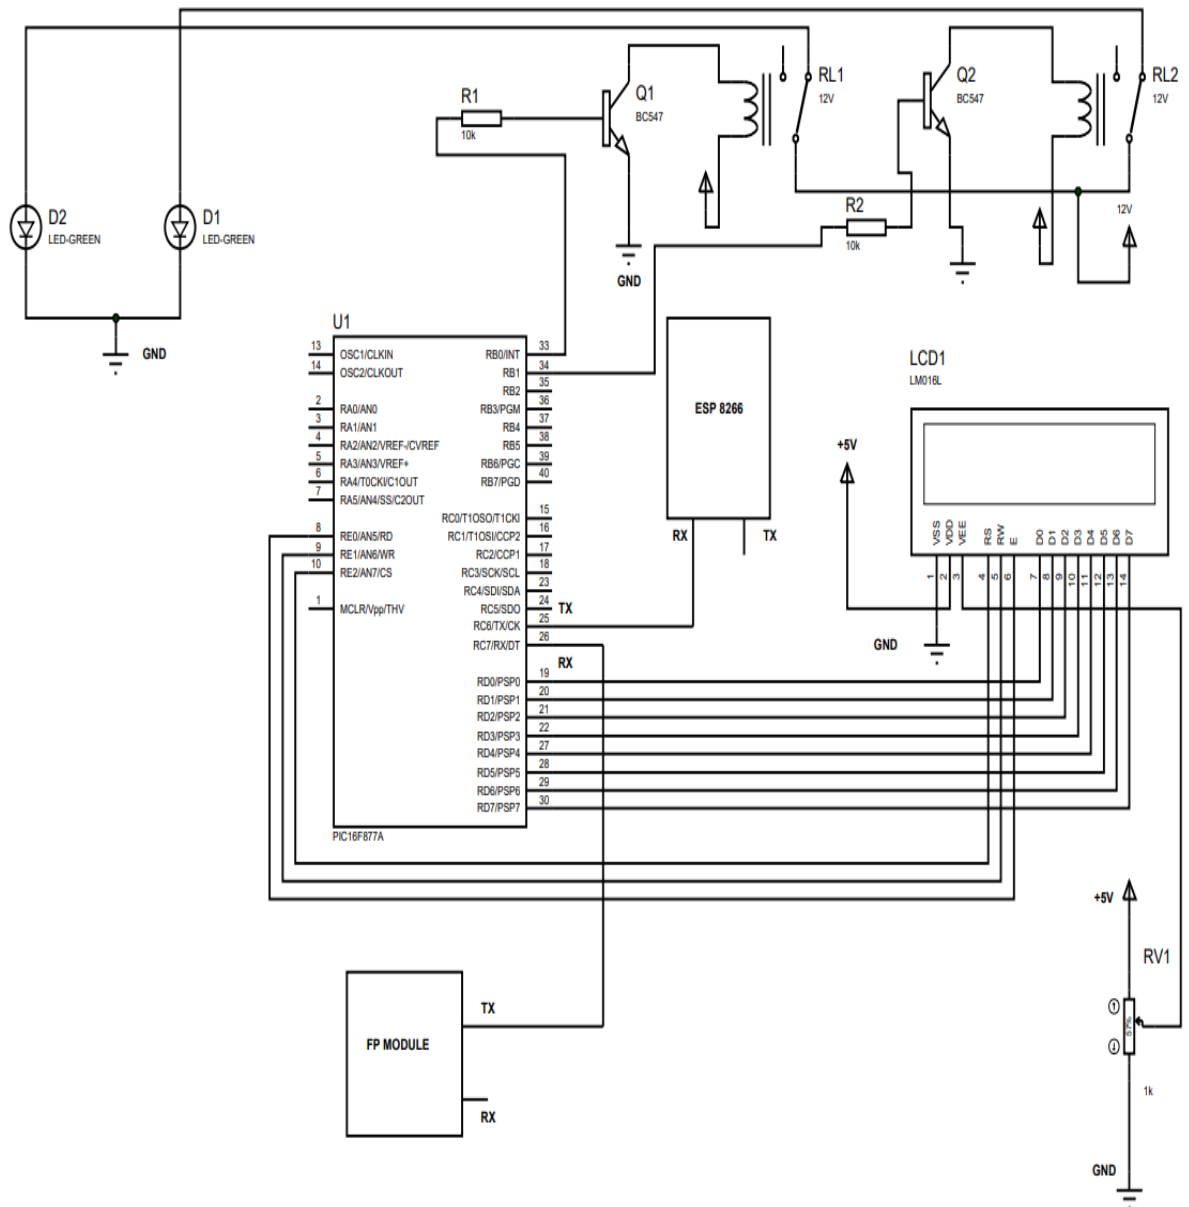 RL1
12V
RL2
12V
Q1
BC547
Q2
BC547
R1
10k
R2
10k
12V
D2
LED-GREEN
D1
LED-GREEN
GND
GND
GND
U1
13 OSC1/CLKIN
14 OSC2/CLKOUT
2 RA0/AN0
3 RA1/AN1
4 RA2/AN2/VREF-/CVREF
5 RA3/AN3/VREF+
6 RA4/T0CKI/C1OUT
7 RA5/AN4/SS/C2OUT
8 RE0/AN5/RD
9 RE1/AN6/WR
10 RE2/AN7/CS
1 MCLR/Vpp/THV
RB0/INT 33
RB1 34
RB2 35
RB3/PGM 36
RB4 37
RB5 38
RB6/PGC 39
RB7/PGD 40
RC0/T1OSO/T1CKI 15
RC1/T1OSI/CCP2 16
RC2/CCP1 17
RC3/SCK/SCL 18
RC4/SDI/SDA 23
RC5/SDO 24
RC6/TX/CK 25
RC7/RX/DT 26
RD0/PSP0 19
RD1/PSP1 20
RD2/PSP2 21
RD3/PSP3 22
RD4/PSP4 27
RD5/PSP5 28
RD6/PSP6 29
RD7/PSP7 30
PIC16F877A
TX
RX
ESP 8266
RX TX
LCD1
LM016L
+5V
VSS VDD VEE RS RW E D0 D1 D2 D3 D4 D5 D6 D7
1 2 3 4 5 6 7 8 9 10 11 12 13 14
GND
+5V
RV1
57%
1k
GND
FP MODULE
TX
RX